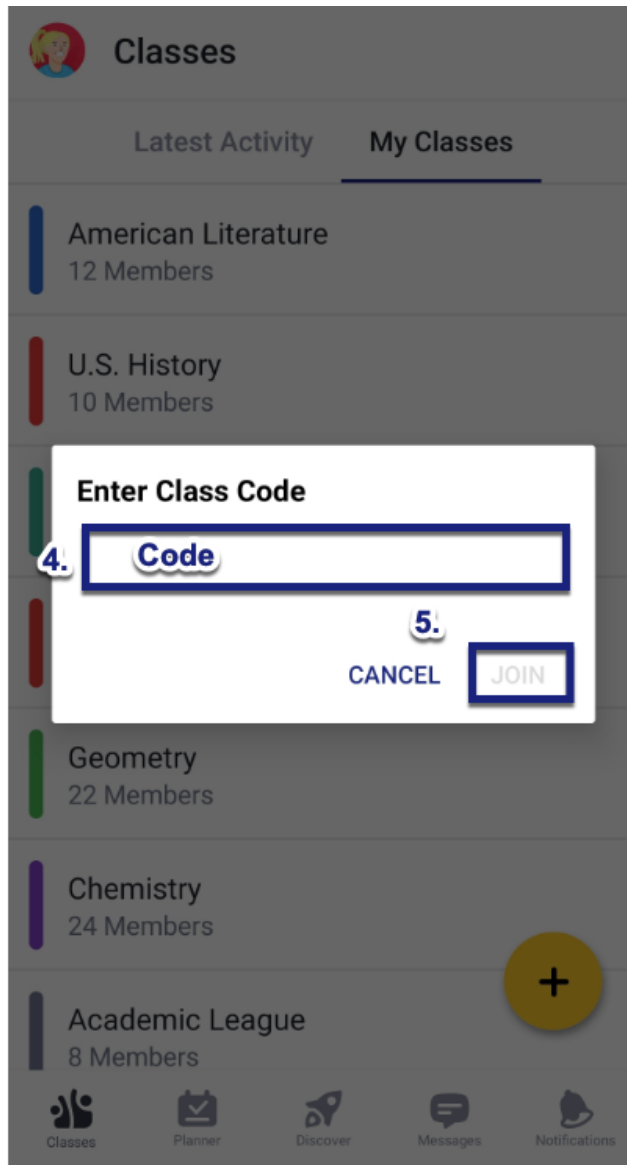 Classes
Latest Activity My Classes
American Literature
12 Members
U.S. History
10 Members
Enter Class Code
4. Code
5.
CANCEL JOIN
Geometry
22 Members
Chemistry
24 Members
+
Academic League
8 Members
Classes Planner Discover Messages Notifications